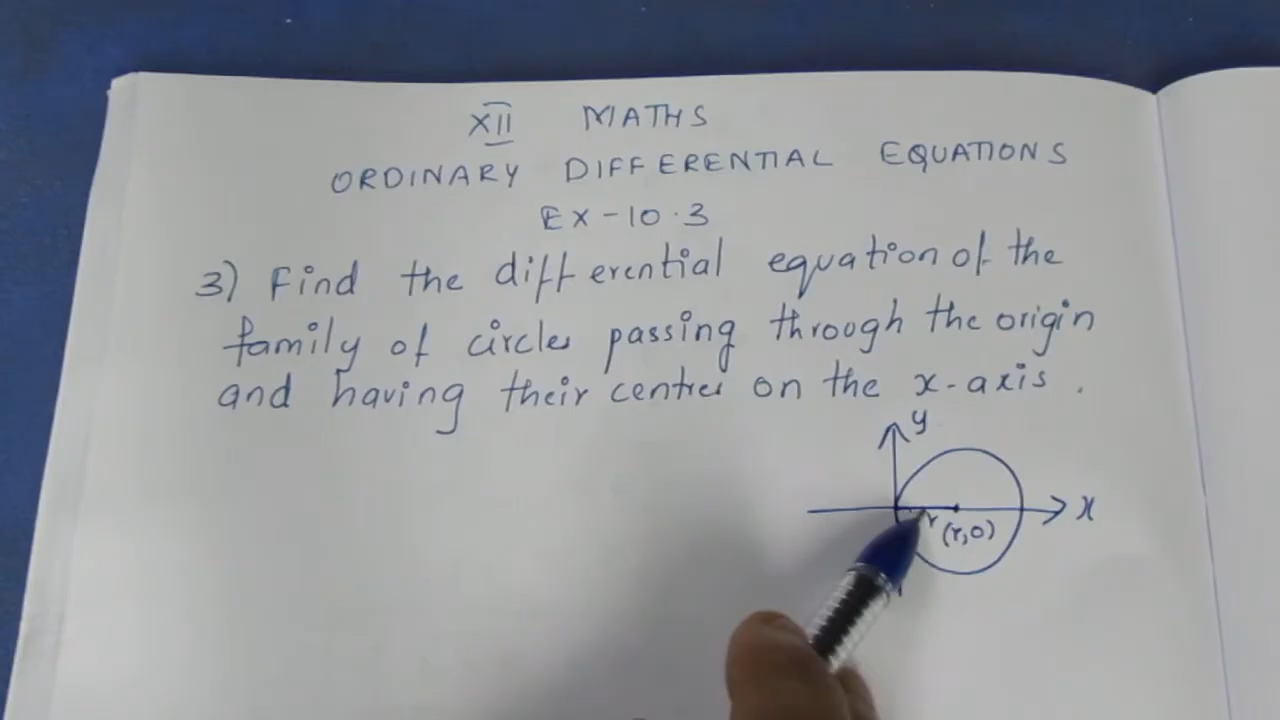 XII MATHS
ORDINARY DIFFERENTIAL EQUATIONS
EX-10.3
3) Find the differential equation of the
family of circles passing through the origin
and having their centres on the x-axis.
y
x
r
(r,0)